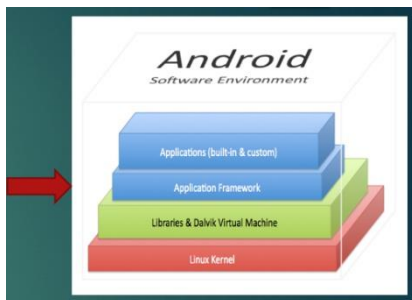 Android
Software Environment
Applications (built-in & custom)
Application Framework
Libraries & Dalvik Virtual Machine
Linux Kernel